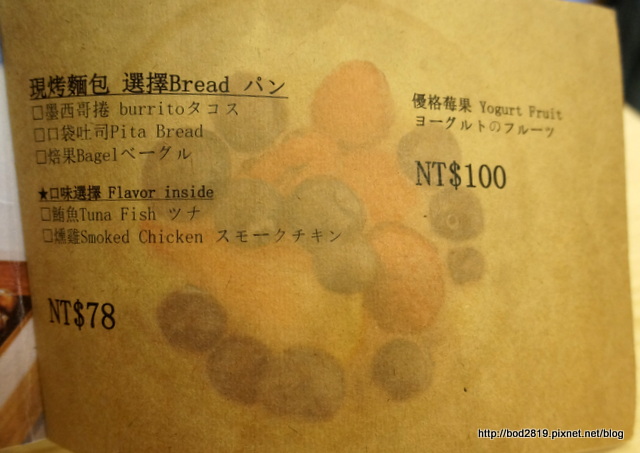 現烤麵包 選擇Bread パン
□墨西哥捲 burritoタコス
□口袋吐司Pita Bread
□焙果Bagelベーグル
★口味選擇 Flavor inside
□鮪魚Tuna Fish ツナ
□燻雞Smoked Chicken スモークチキン
NT$78
優格莓果 Yogurt Fruit
ヨーグルトのフルーツ
NT$100
http://bod2819.pixnet.net/blog